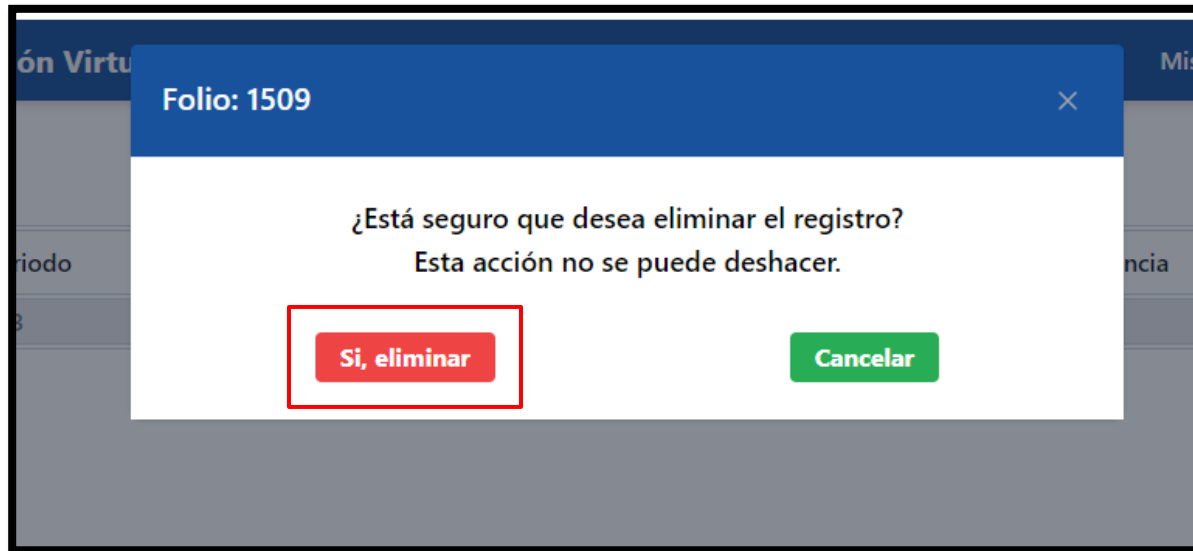 ón Virtu
Mis
Folio: 1509
¿Está seguro que desea eliminar el registro?
Esta acción no se puede deshacer.
riodo
ncia
Si, eliminar
Cancelar